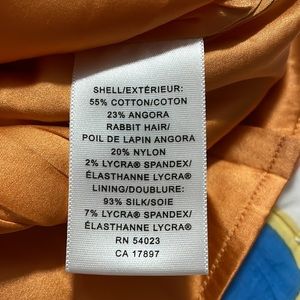 SHELL/EXTÉRIEUR:
55% COTTON/COTON
23% ANGORA
RABBIT HAIR/
POIL DE LAPIN ANGORA
20% NYLON
2% LYCRA® SPANDEX/
ÉLASTHANNE LYCRA®
LINING/DOUBLURE:
93% SILK/SOIE
7% LYCRA® SPANDEX/
ÉLASTHANNE LYCRA®
RN 54023
CA 17897